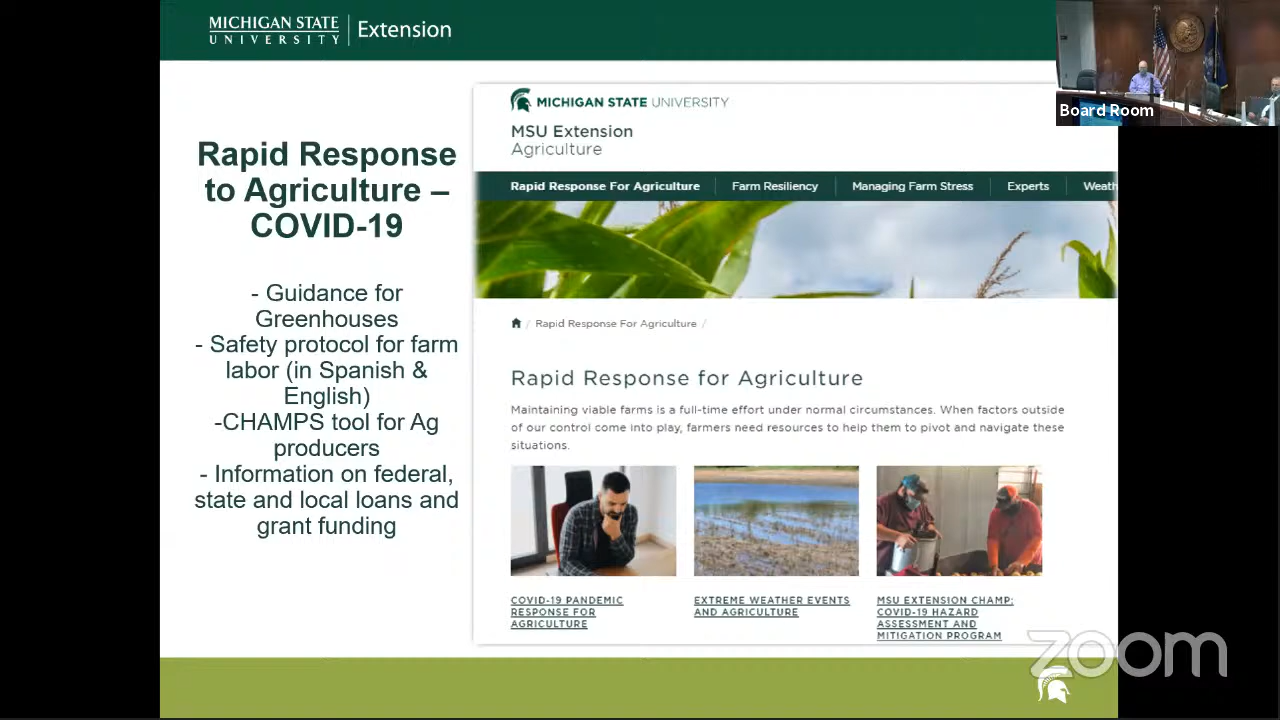 MICHIGAN STATE
UNIVERSITY
Extension
Board Room
Rapid Response
to Agriculture –
COVID-19
- Guidance for
Greenhouses
- Safety protocol for farm
labor (in Spanish &
English)
-CHAMPS tool for Ag
producers
- Information on federal,
state and local loans and
grant funding
MICHIGAN STATE UNIVERSITY
MSU Extension
Agriculture
Rapid Response For Agriculture Farm Resiliency Managing Farm Stress Experts Weath
/ Rapid Response For Agriculture /
Rapid Response for Agriculture
Maintaining viable farms is a full-time effort under normal circumstances. When factors outside
of our control come into play, farmers need resources to help them to pivot and navigate these
situations.
COVID-19 PANDEMIC
RESPONSE FOR
AGRICULTURE
EXTREME WEATHER EVENTS
AND AGRICULTURE
MSU EXTENSION CHAMP:
COVID-19 HAZARD
ASSESSMENT AND
MITIGATION PROGRAM
zoom